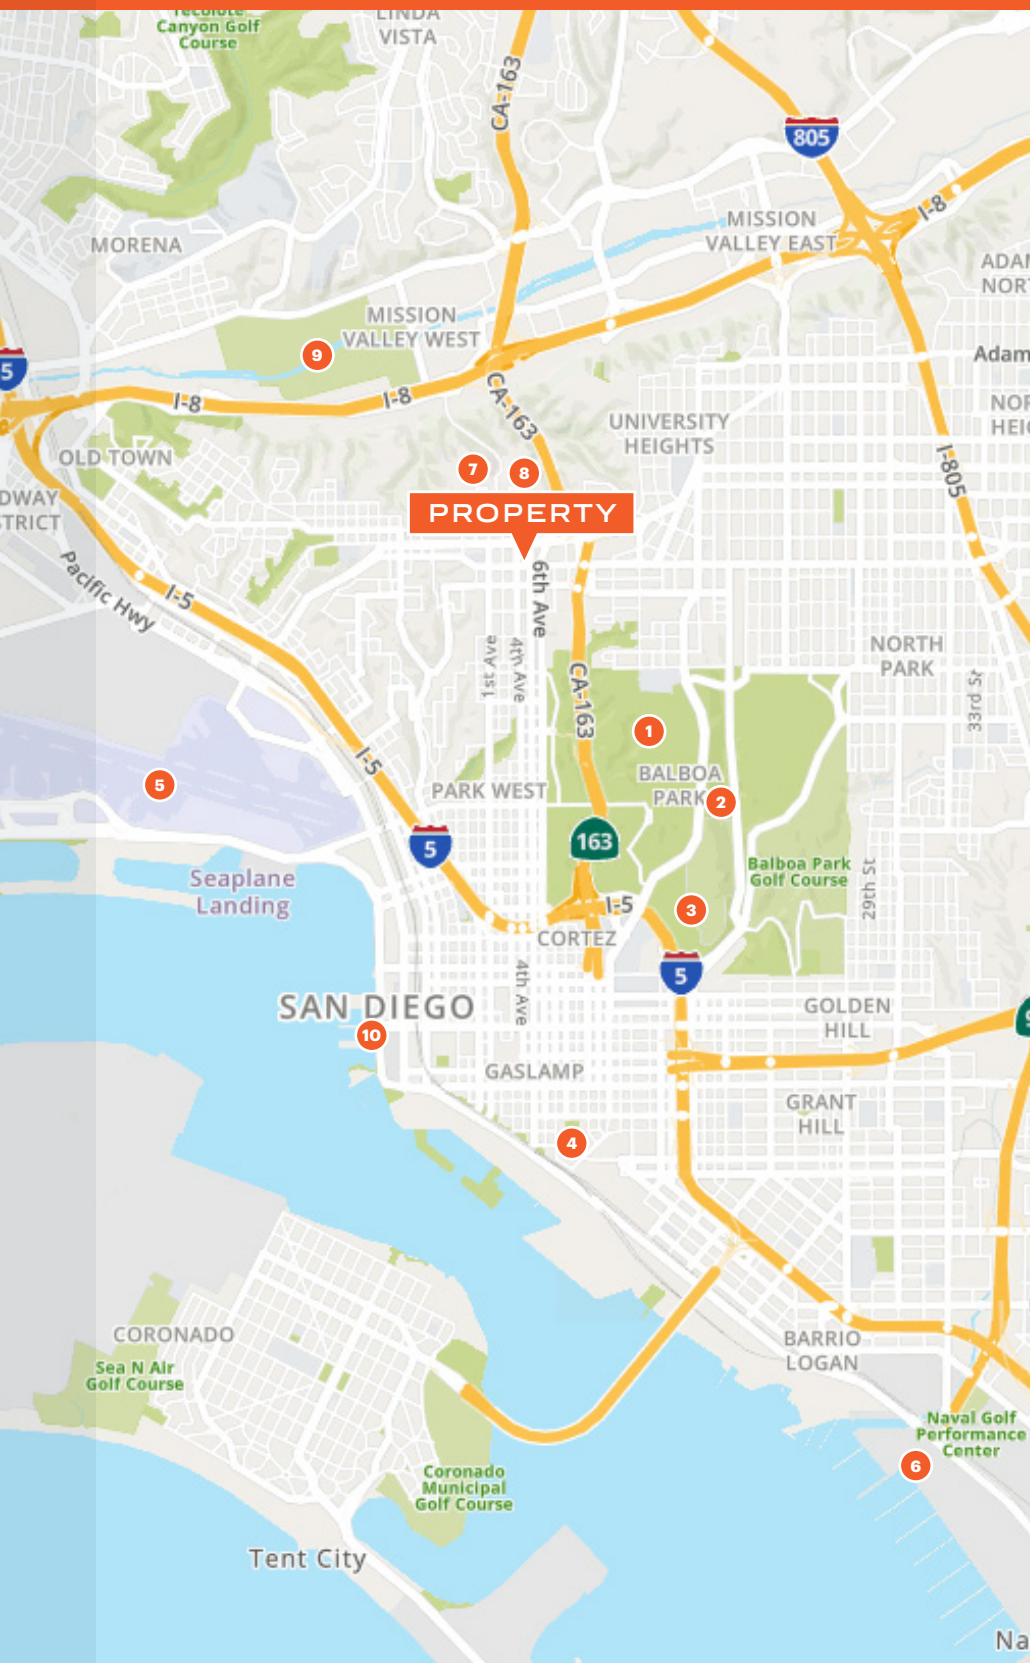 Tecolote
Canyon Golf
Course
LINDA
VISTA
CA-163
805
I-8
MISSION
VALLEY EAST
MORENA
MISSION
VALLEY WEST
9
5
I-8
I-8
CA-163
Adam
UNIVERSITY
HEIGHTS
I-805
OLD TOWN
7
8
PROPERTY
Pacific Hwy
I-5
6th Ave
1st Ave
4th Ave
CA-163
NORTH
PARK
33rd St
1
I-5
BALBOA
PARK
2
5
PARK WEST
5
163
Balboa Park
Golf Course
29th St
Seaplane
Landing
I-5
3
CORTEZ
5
4th Ave
SAN DIEGO
10
GOLDEN
HILL
9
GASLAMP
GRANT
HILL
4
CORONADO
Sea N Air
Golf Course
BARRIO
LOGAN
Naval Golf
Performance
Center
6
Coronado
Municipal
Golf Course
Tent City
Na